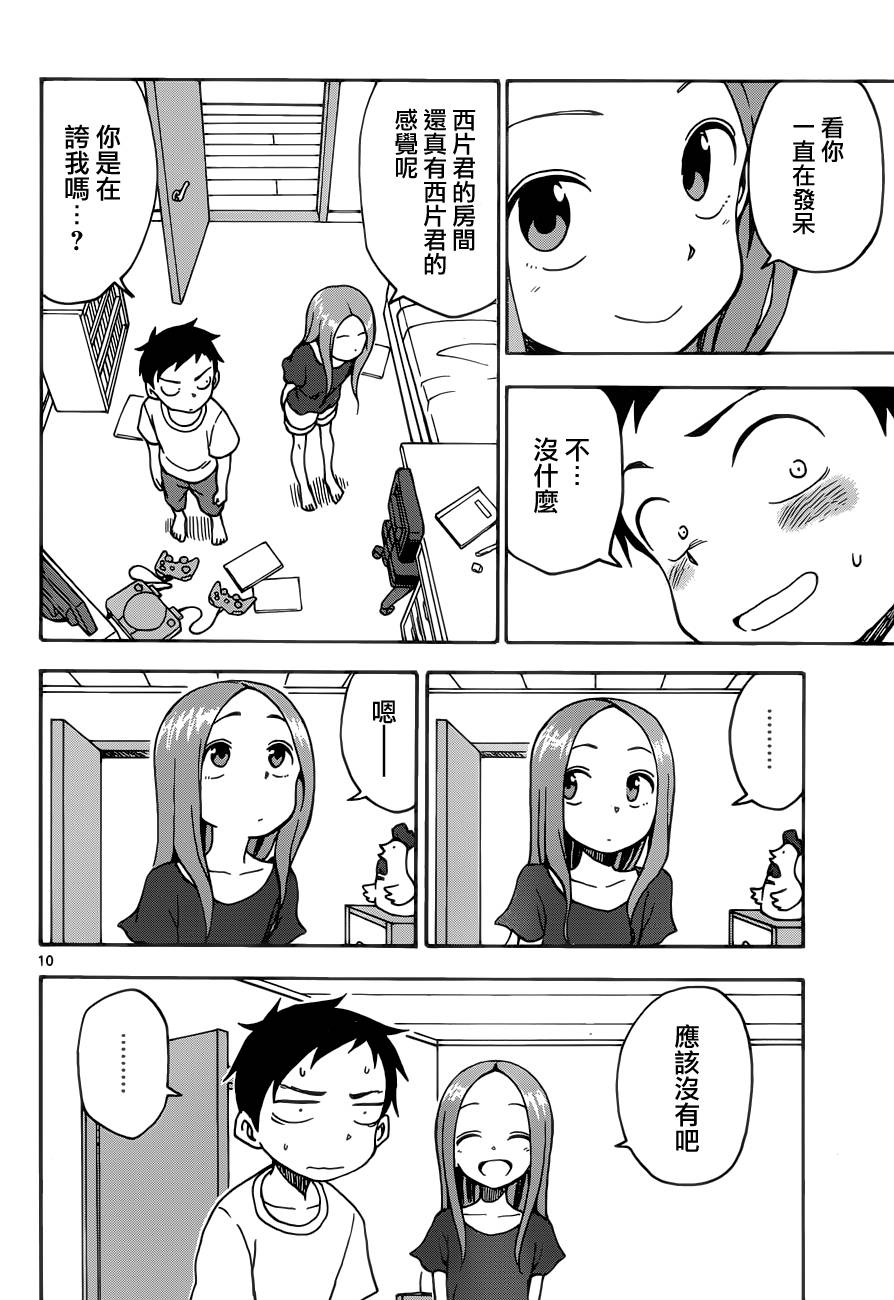 看你
一直在發呆
不…
沒什麼
西片君的房間
還真有西片君的
感覺呢
你是在
誇我嗎…?
………
嗯——
應該沒有吧
………
10